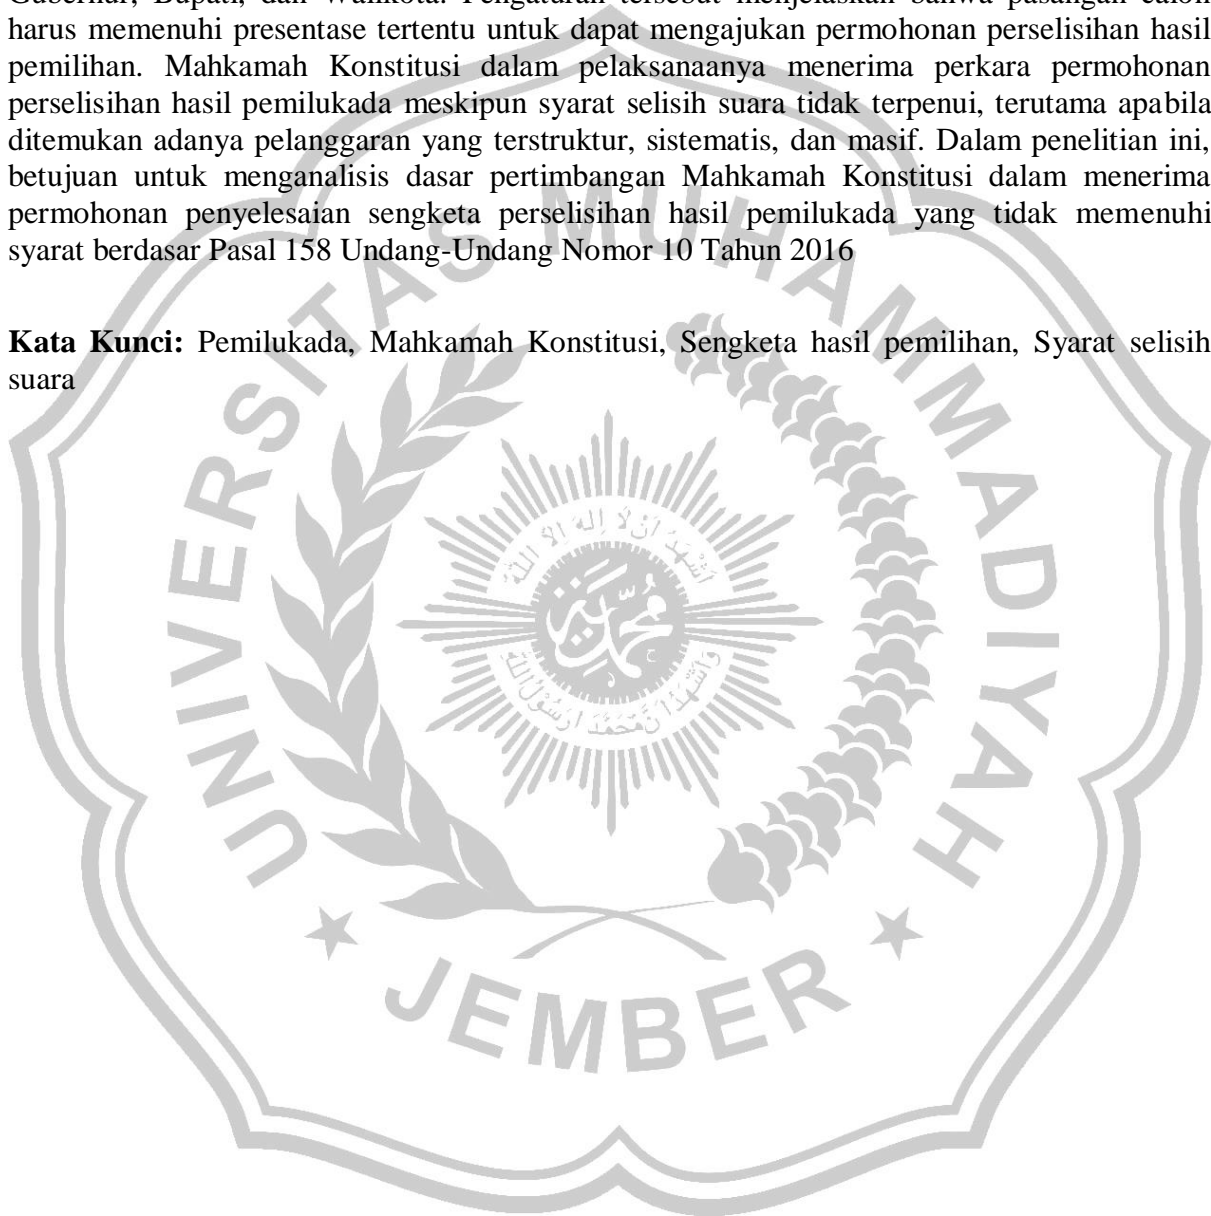 Gubernur, Bupati, dan Walikota. Pengaturan tersebut menjelaskan bahwa pasangan calon
harus memenuhi presentase tertentu untuk dapat mengajukan permohonan perselisihan hasil
pemilihan. Mahkamah Konstitusi dalam pelaksanaanya menerima perkara permohonan
perselisihan hasil pemilukada meskipun syarat selisih suara tidak terpenui, terutama apabila
ditemukan adanya pelanggaran yang terstruktur, sistematis, dan masif. Dalam penelitian ini,
betujuan untuk menganalisis dasar pertimbangan Mahkamah Konstitusi dalam menerima
permohonan penyelesaian sengketa perselisihan hasil pemilukada yang tidak memenuhi
syarat berdasar Pasal 158 Undang-Undang Nomor 10 Tahun 2016
Kata Kunci: Pemilukada, Mahkamah Konstitusi, Sengketa hasil pemilihan, Syarat selisih
suara
UNIVERSITAS MUHAMMADIYAH
JEMBER